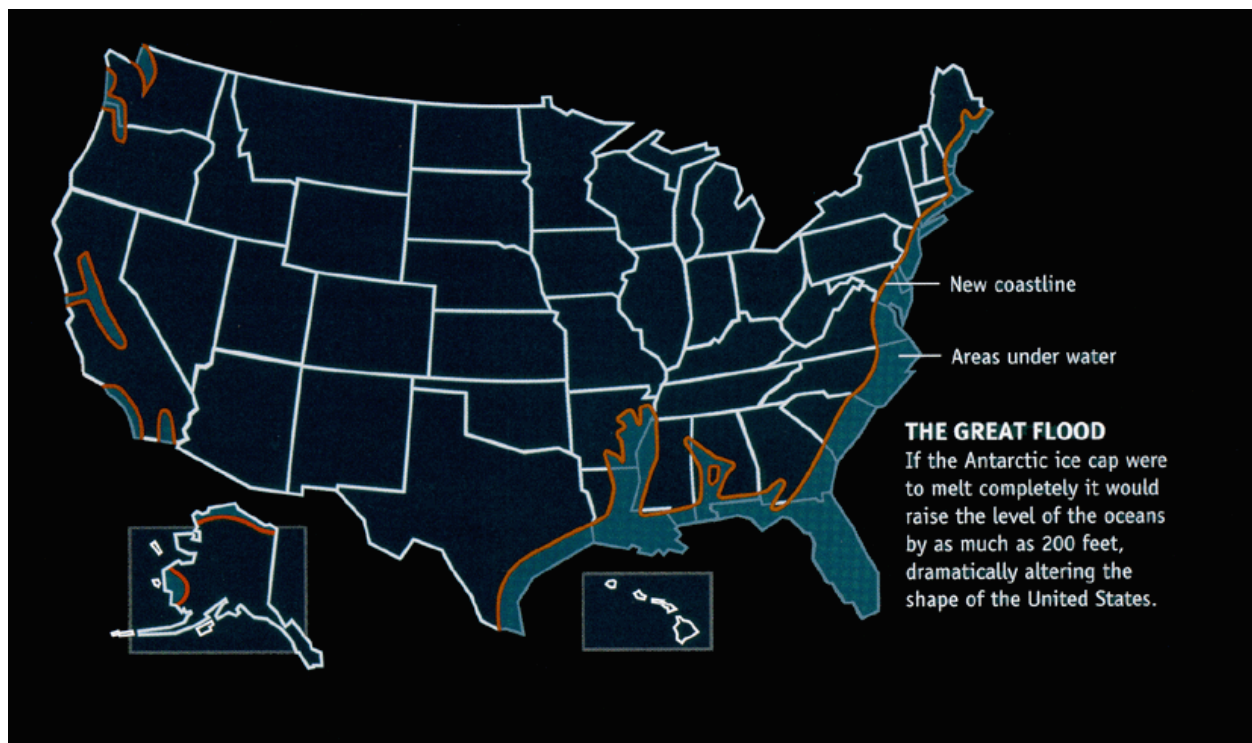 New coastline
Areas under water
THE GREAT FLOOD
If the Antarctic ice cap were
to melt completely it would
raise the level of the oceans
by as much as 200 feet,
dramatically altering the
shape of the United States.